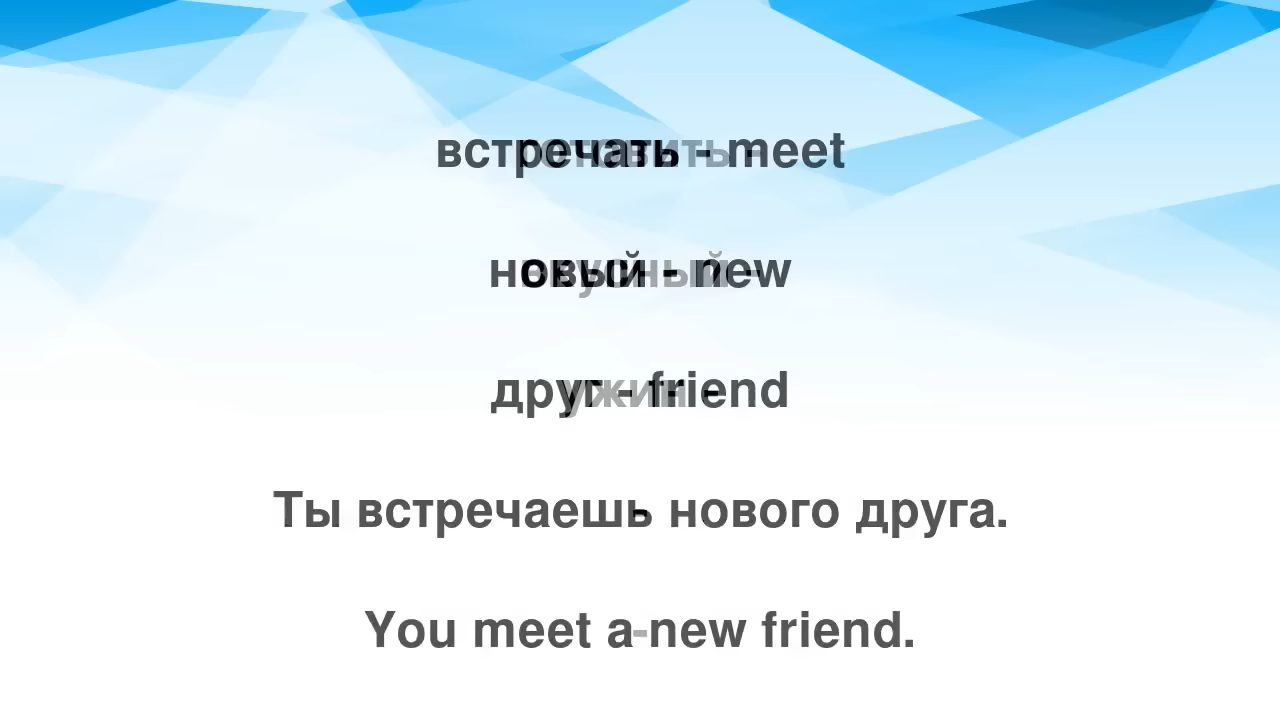 встречать - meet
новый - new
друг - friend
Ты встречаешь нового друга.
You meet a new friend.